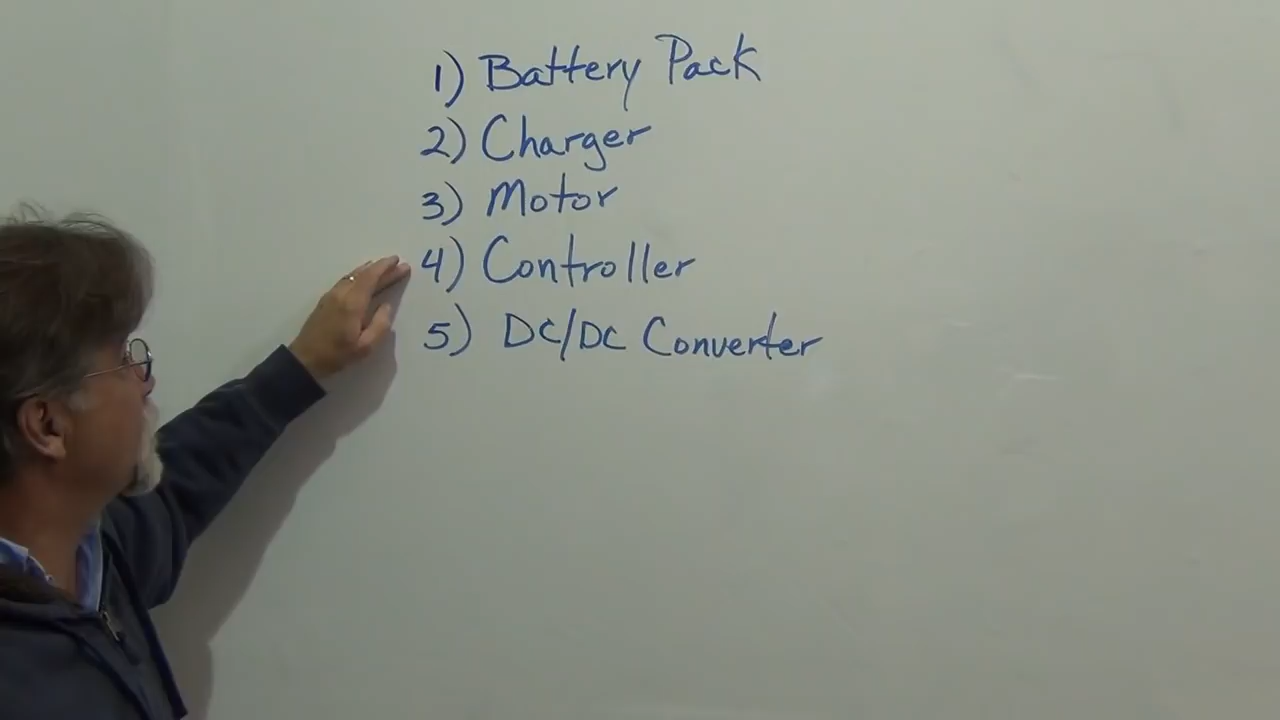 1) Battery Pack
2) Charger
3) Motor
4) Controller
5) DC/DC Converter